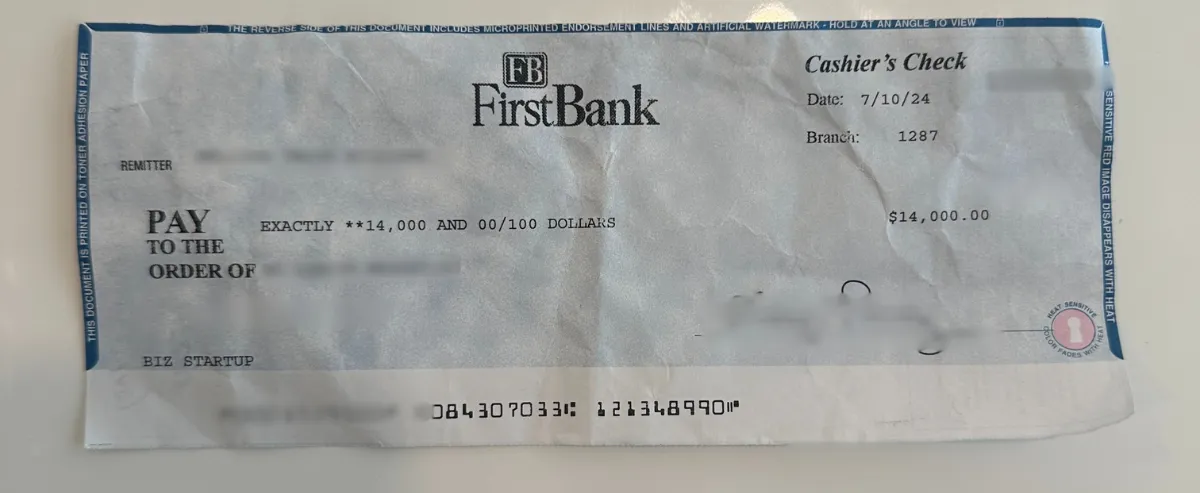 THE REVERSE SIDE OF THIS DOCUMENT INCLUDES MICROPRINTED ENDORSEMENT LINES AND ARTIFICIAL WATERMARK - HOLD AT AN ANGLE TO VIEW
THIS DOCUMENT IS PRINTED ON TONER ADHESION PAPER
SENSITIVE RED IMAGE DISAPPEARS WITH HEAT
FB
FirstBank
Cashier's Check
Date: 7/10/24
Branch: 1287
REMITTER
PAY
TO THE
ORDER OF
EXACTLY **14,000 AND 00/100 DOLLARS
$14,000.00
HEAT SENSITIVE
COLOR FADES WITH HEAT
BIZ STARTUP
084307033⑆ 121348990⑈